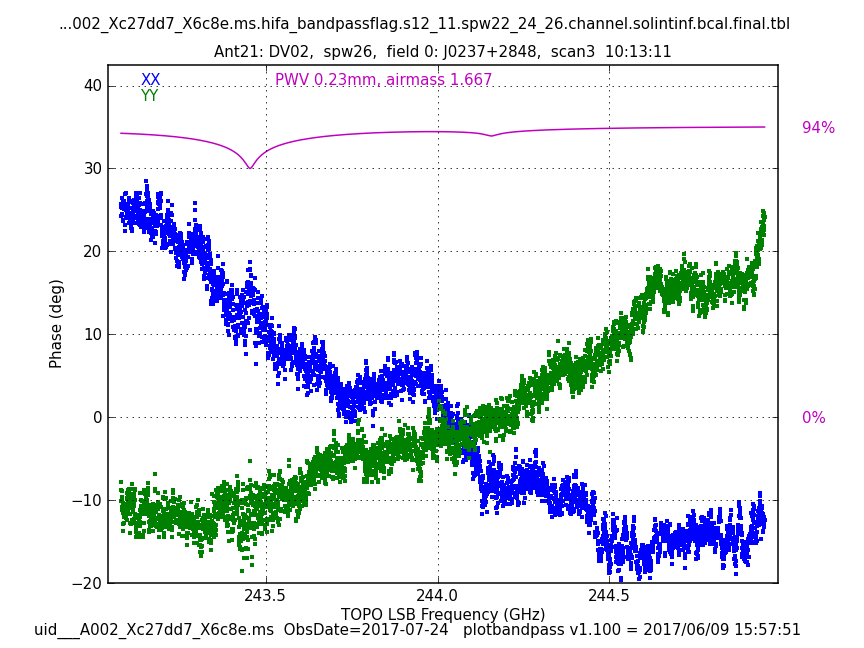 ...002_Xc27dd7_X6c8e.ms.hifa_bandpassflag.s12_11.spw22_24_26.channel.solintinf.bcal.final.tbl
Ant21: DV02,  spw26,  field 0: J0237+2848,  scan3  10:13:11
XX
PWV 0.23mm, airmass 1.667
YY
40
94%
30
20
10
0
0%
−10
−20
Phase (deg)
243.5
244.0
244.5
TOPO LSB Frequency (GHz)
uid___A002_Xc27dd7_X6c8e.ms  ObsDate=2017-07-24   plotbandpass v1.100 = 2017/06/09 15:57:51